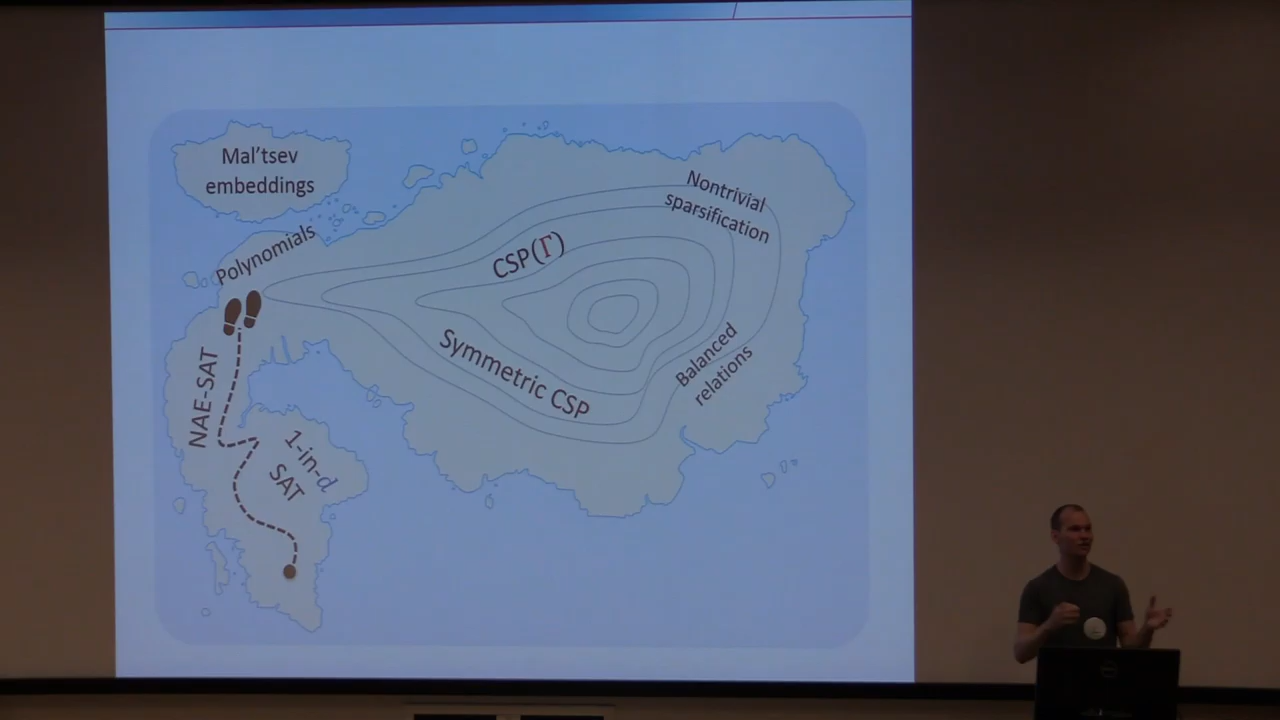 Mal'tsev
embeddings
Polynomials
Nontrivial
sparsification
CSP(Γ)
Symmetric CSP
Balanced
relations
NAE-SAT
1-in-d
SAT